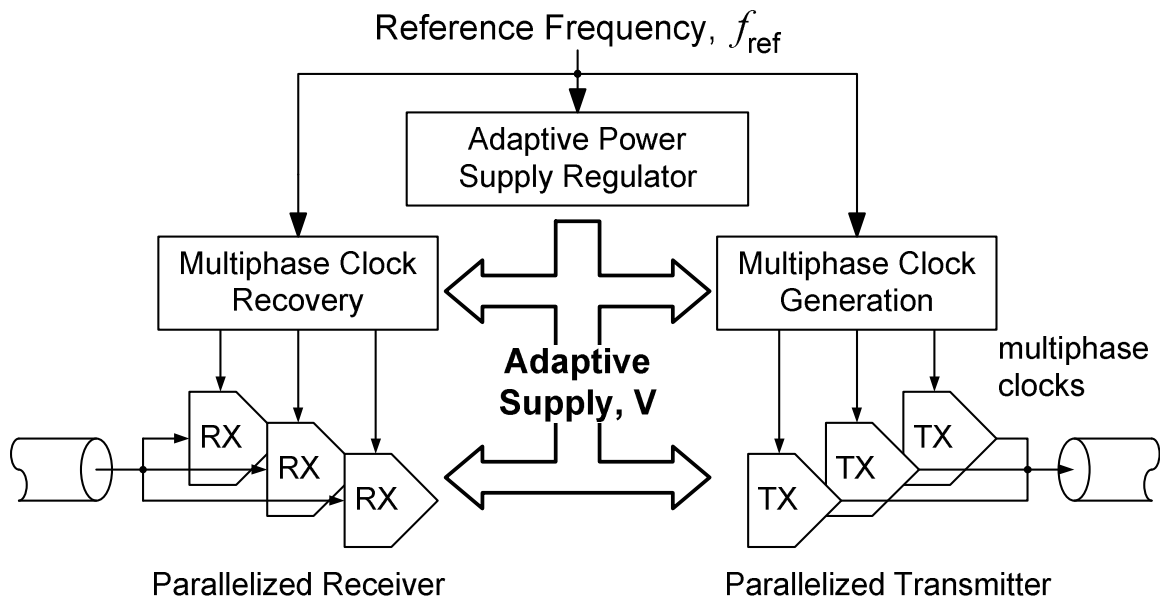 Reference Frequency, fref
Adaptive Power
Supply Regulator
Multiphase Clock
Recovery
Multiphase Clock
Generation
Adaptive
Supply, V
multiphase
clocks
RX
RX
RX
TX
TX
TX
Parallelized Receiver
Parallelized Transmitter